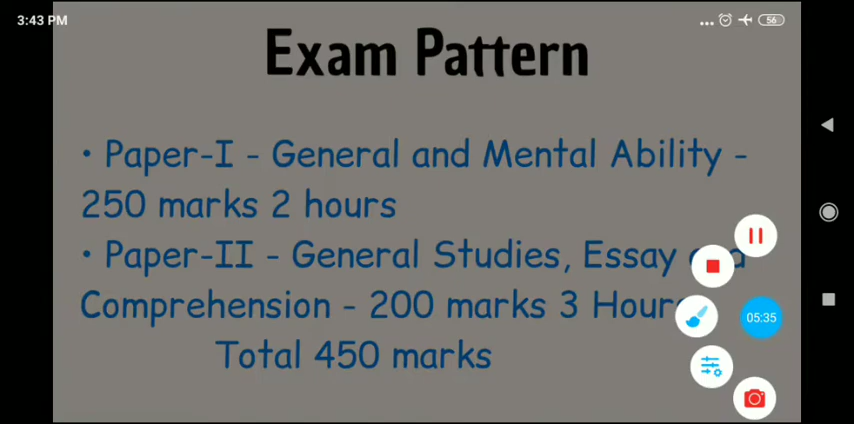 3:43 PM
56
Exam Pattern
• Paper-I - General and Mental Ability -
250 marks 2 hours
• Paper-II - General Studies, Essay
Comprehension - 200 marks 3
Total 450 marks
05:35